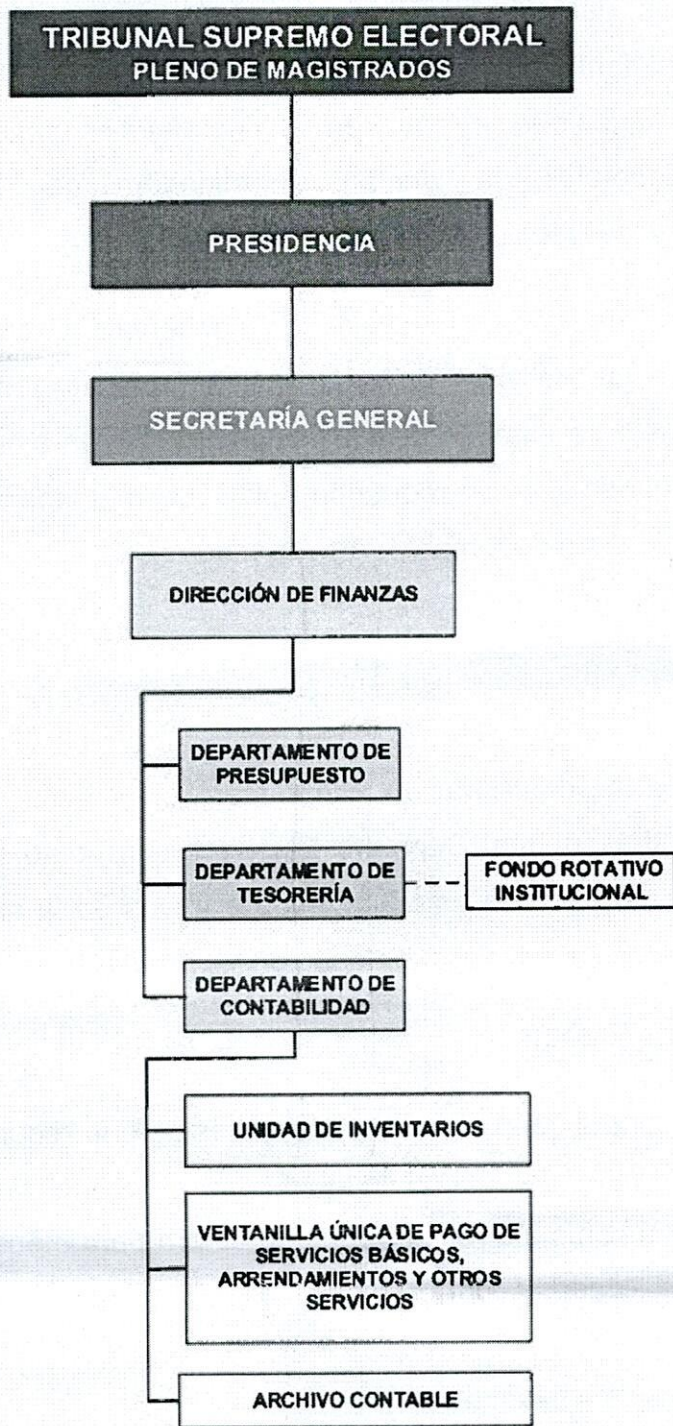 TRIBUNAL SUPREMO ELECTORAL
PLENO DE MAGISTRADOS
PRESIDENCIA
SECRETARÍA GENERAL
DIRECCIÓN DE FINANZAS
DEPARTAMENTO DE
PRESUPUESTO
DEPARTAMENTO DE
TESORERÍA
FONDO ROTATIVO
INSTITUCIONAL
DEPARTAMENTO DE
CONTABILIDAD
UNIDAD DE INVENTARIOS
VENTANILLA ÚNICA DE PAGO DE
SERVICIOS BÁSICOS,
ARRENDAMIENTOS Y OTROS
SERVICIOS
ARCHIVO CONTABLE